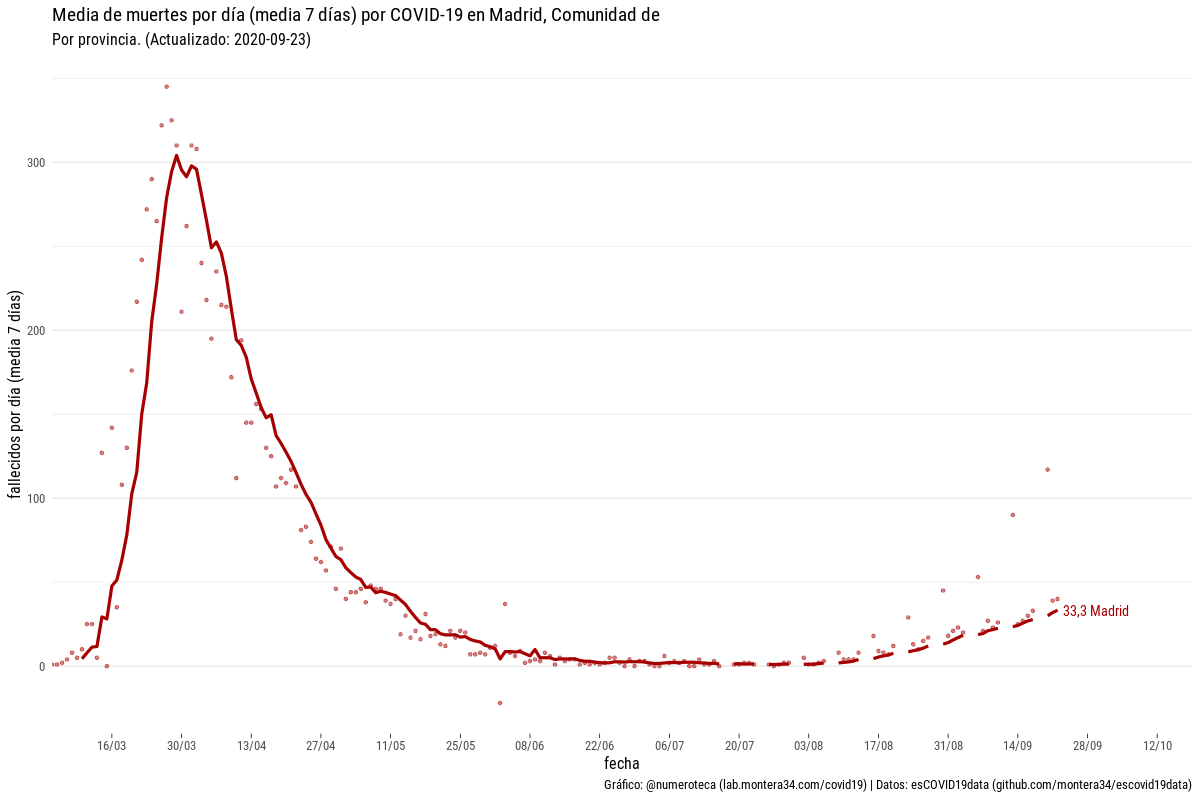 Media de muertes por día (media 7 días) por COVID-19 en Madrid, Comunidad de
Por provincia. (Actualizado: 2020-09-23)
fallecidos por día (media 7 días)
300
200
100
0
33,3 Madrid
16/03 30/03 13/04 27/04 11/05 25/05 08/06 22/06 06/07 20/07 03/08 17/08 31/08 14/09 28/09 12/10
fecha
Gráfico: @numeroteca (lab.montera34.com/covid19) | Datos: esCOVID19data (github.com/montera34/escovid19data)